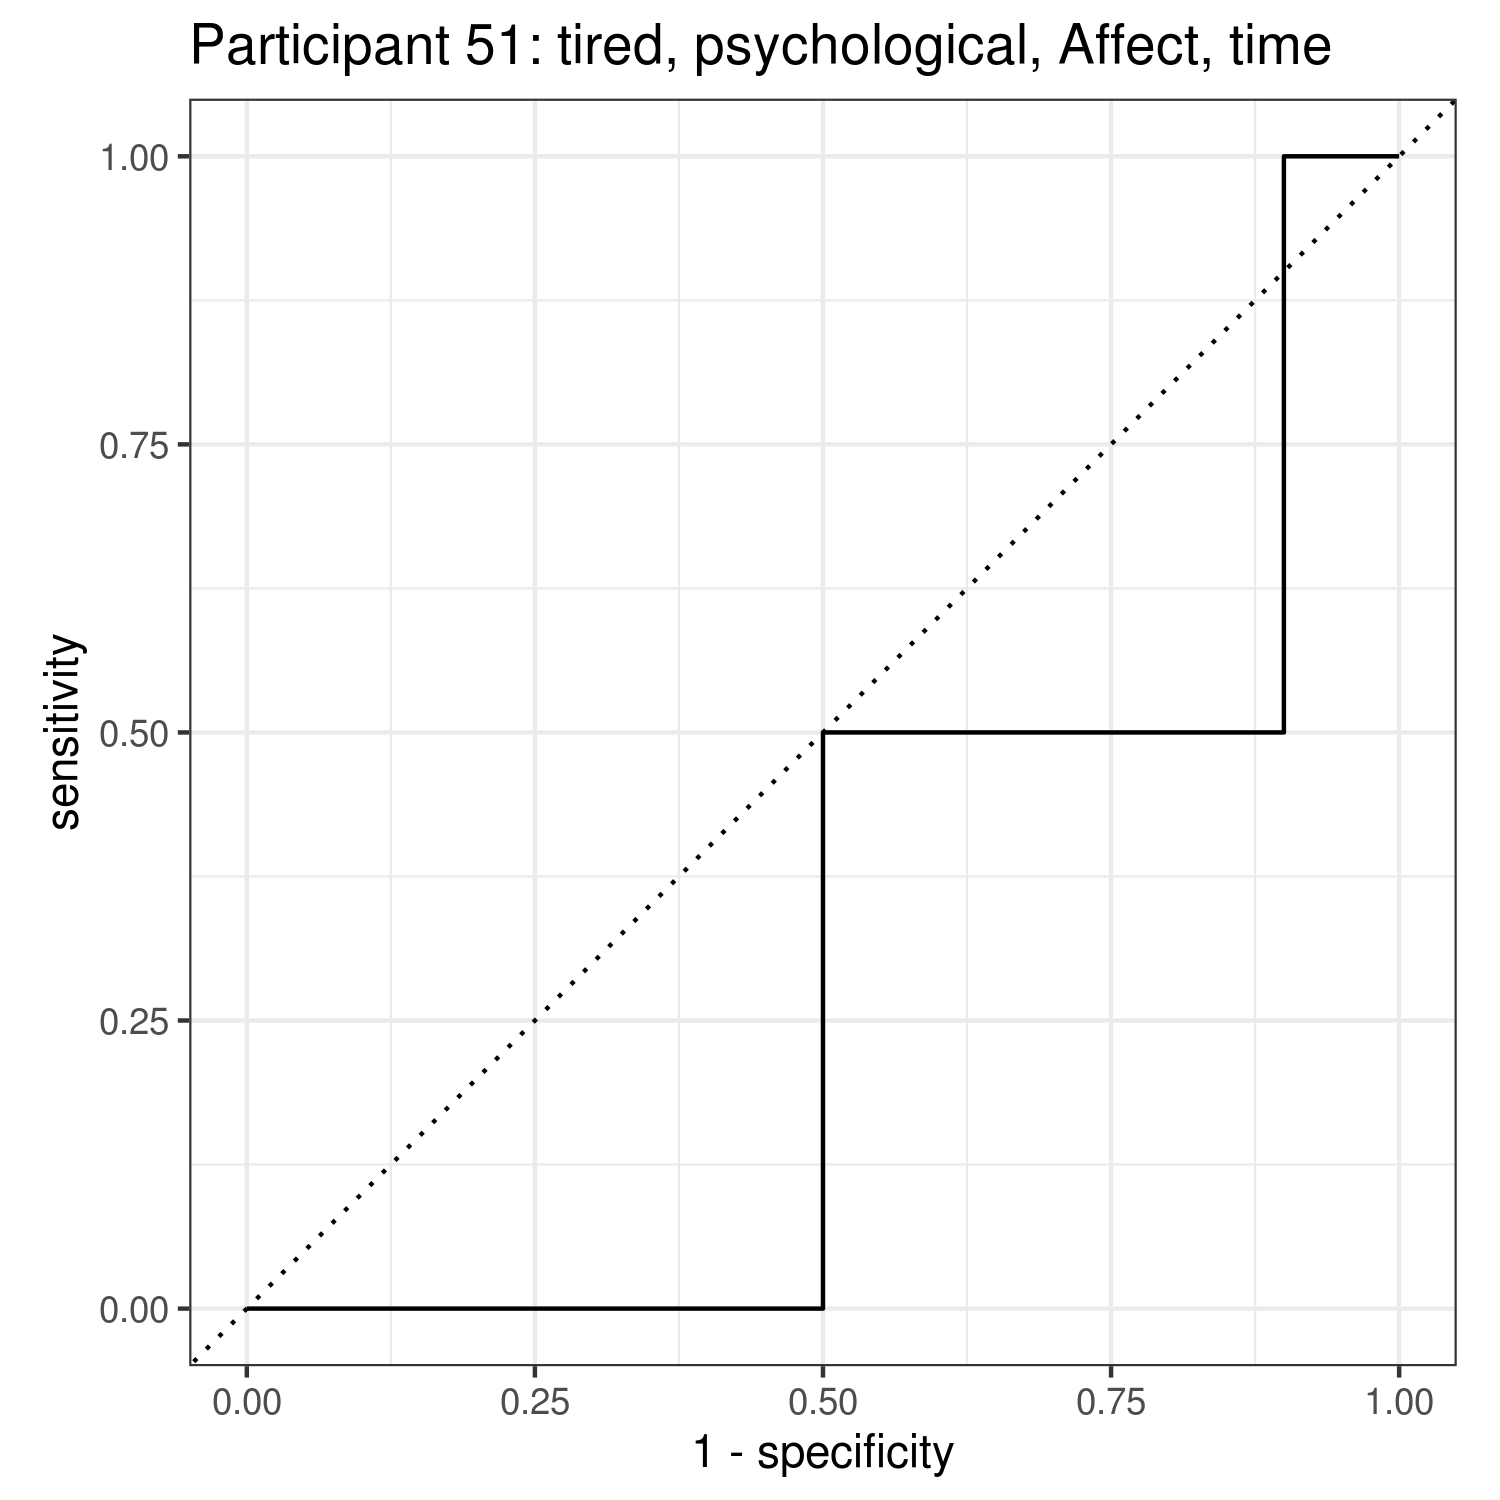 Participant 51: tired, psychological, Affect, time
1.00
0.75
0.50
0.25
0.00
sensitivity
0.00 0.25 0.50 0.75 1.00
1 - specificity